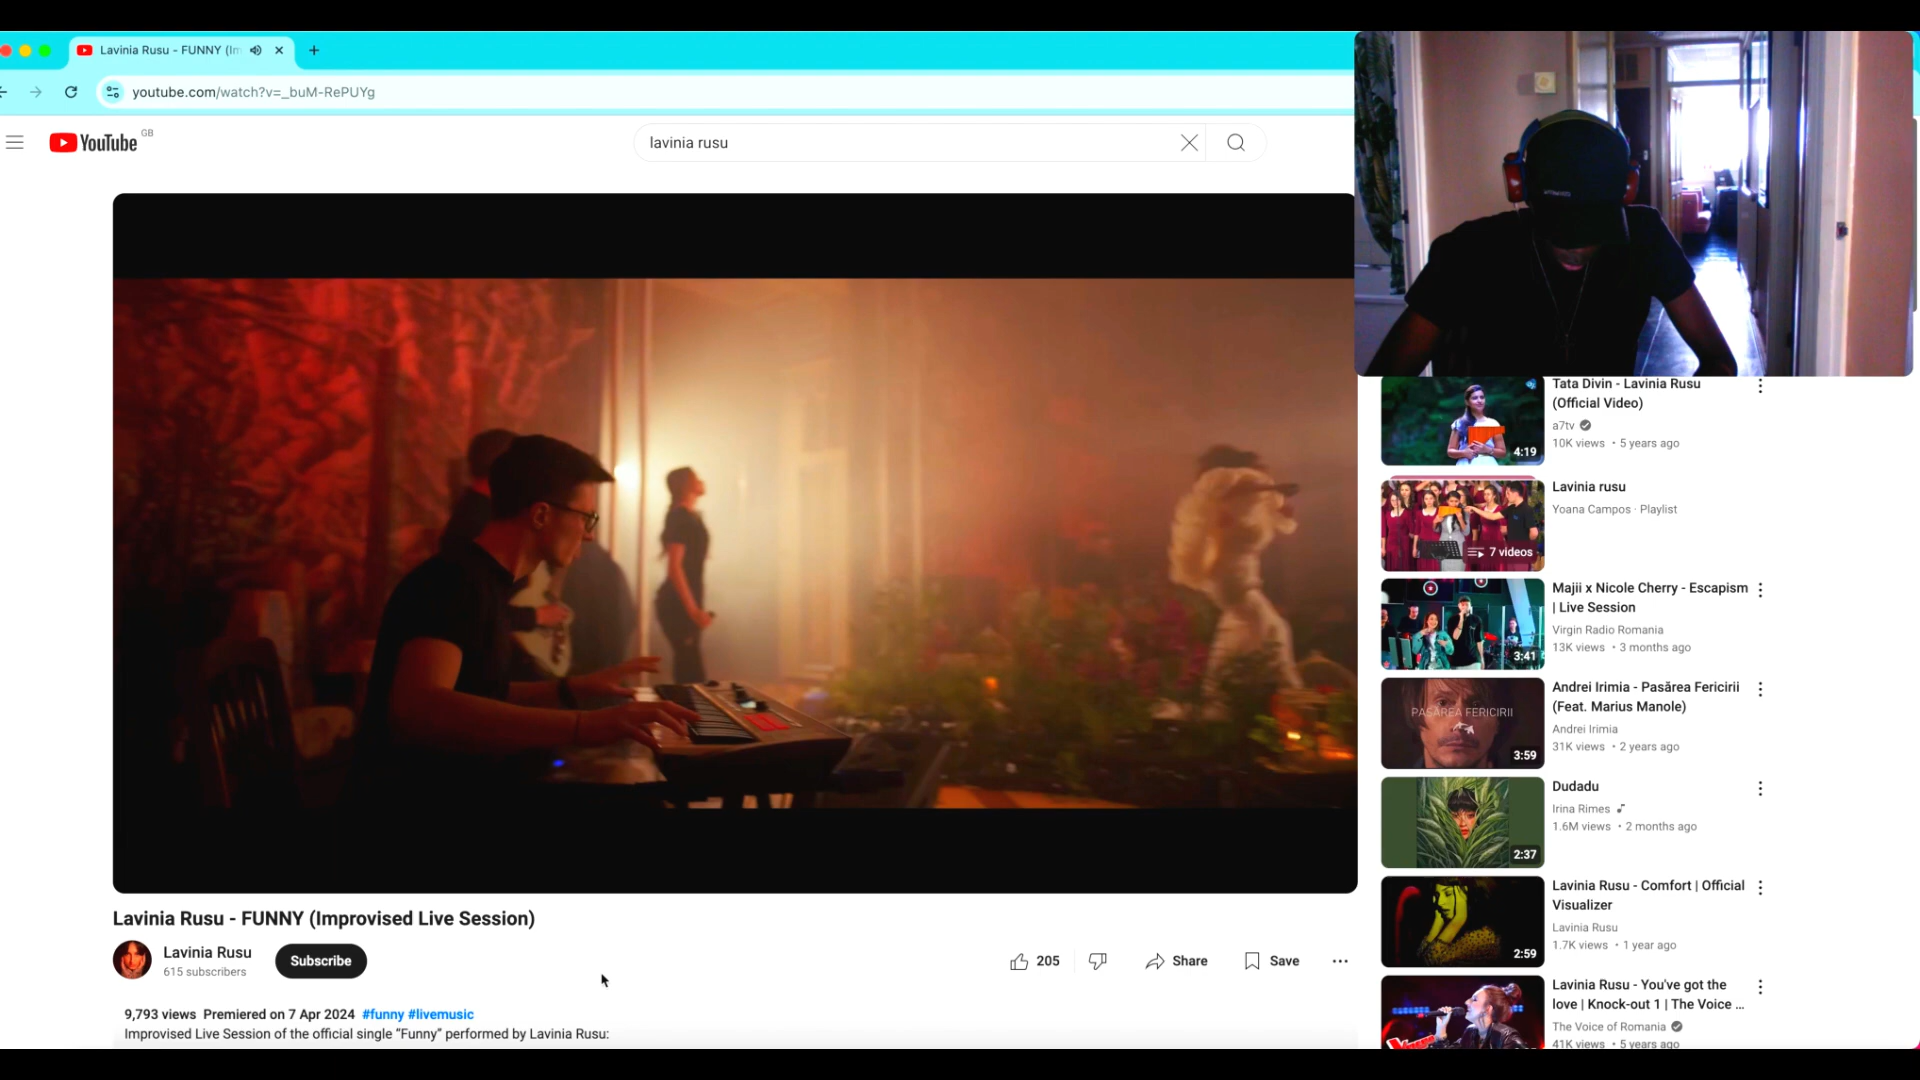 Lavinia Rusu - FUNNY (Im
youtube.com/watch?v=_buM-RePUYg
YouTube GB
lavinia rusu
Tata Divin - Lavinia Rusu
(Official Video)
a7tv
10K views • 5 years ago
4:19
Lavinia rusu
Yoana Campos · Playlist
7 videos
Majii x Nicole Cherry - Escapism
| Live Session
Virgin Radio Romania
13K views • 3 months ago
3:41
Andrei Irimia - Pasărea Fericirii
(Feat. Marius Manole)
Andrei Irimia
31K views • 2 years ago
PASĂREA FERICIRII
3:59
Dudadu
Irina Rimes
1.6M views • 2 months ago
2:37
Lavinia Rusu - Comfort | Official
Visualizer
Lavinia Rusu
1.7K views • 1 year ago
2:59
Lavinia Rusu - You've got the
love | Knock-out 1 | The Voice ...
The Voice of Romania
41K views • 5 years ago
Lavinia Rusu - FUNNY (Improvised Live Session)
Lavinia Rusu
615 subscribers
Subscribe
205
Share
Save
9,793 views Premiered on 7 Apr 2024 #funny #livemusic
Improvised Live Session of the official single “Funny” performed by Lavinia Rusu: